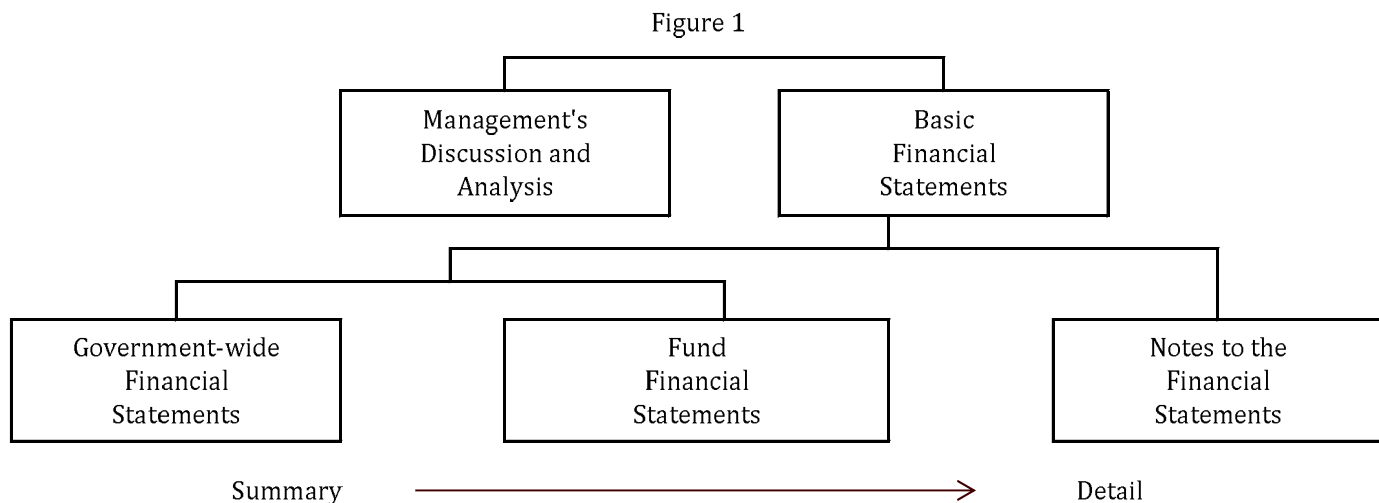 Figure 1
Management's
Discussion and
Analysis
Basic
Financial
Statements
Government-wide
Financial
Statements
Fund
Financial
Statements
Notes to the
Financial
Statements
Summary
Detail